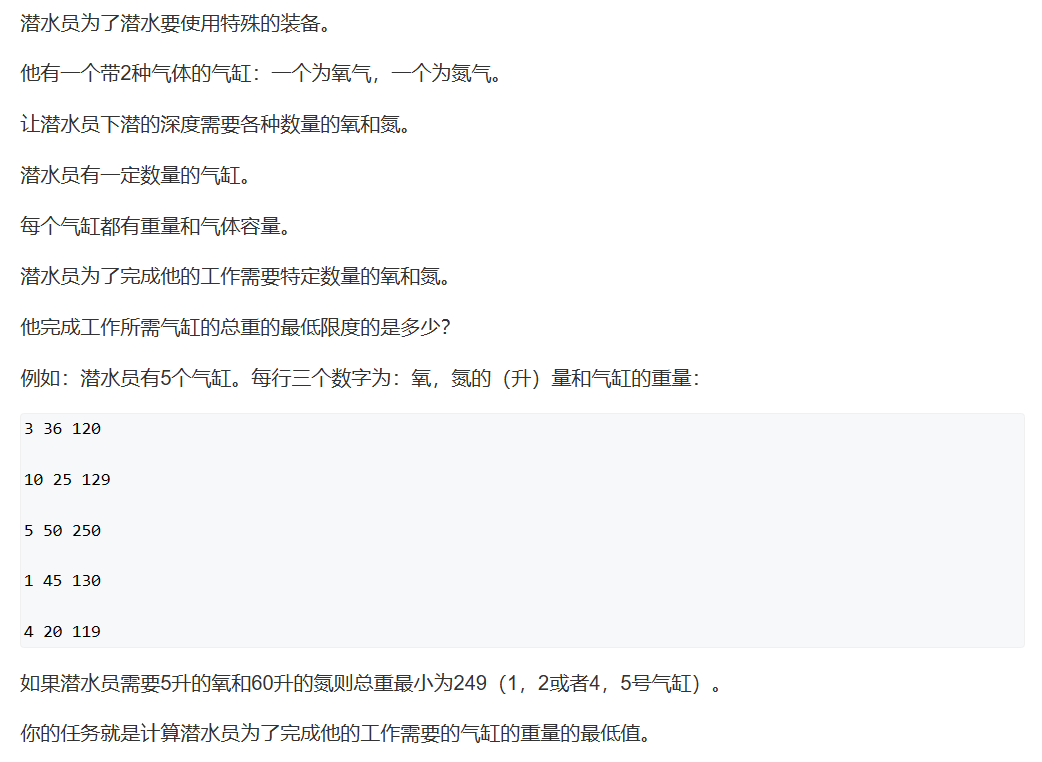 潜水员为了潜水要使用特殊的装备。
他有一个带2种气体的气缸：一个为氧气，一个为氮气。
让潜水员下潜的深度需要各种数量的氧和氮。
潜水员有一定数量的气缸。
每个气缸都有重量和气体容量。
潜水员为了完成他的工作需要特定数量的氧和氮。
他完成工作所需气缸的总重的最低限度的是多少？
例如：潜水员有5个气缸。每行三个数字为：氧，氮的（升）量和气缸的重量：
3 36 120
10 25 129
5 50 250
1 45 130
4 20 119
如果潜水员需要5升的氧和60升的氮则总重最小为249（1，2或者4，5号气缸）。
你的任务就是计算潜水员为了完成他的工作需要的气缸的重量的最低值。